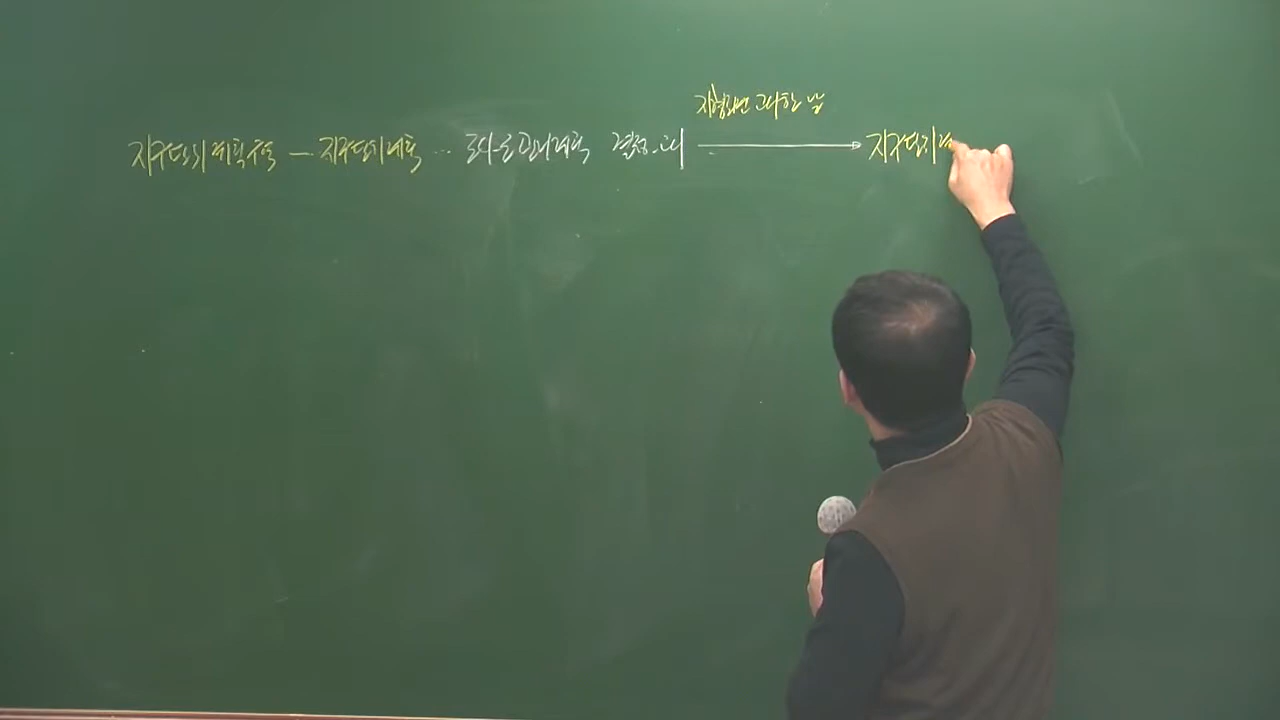 지형도면 고시한 날
지구단위계획구역 — 지구단위계획 ··· 도시·군관리계획 결정·고시 → 지구단위